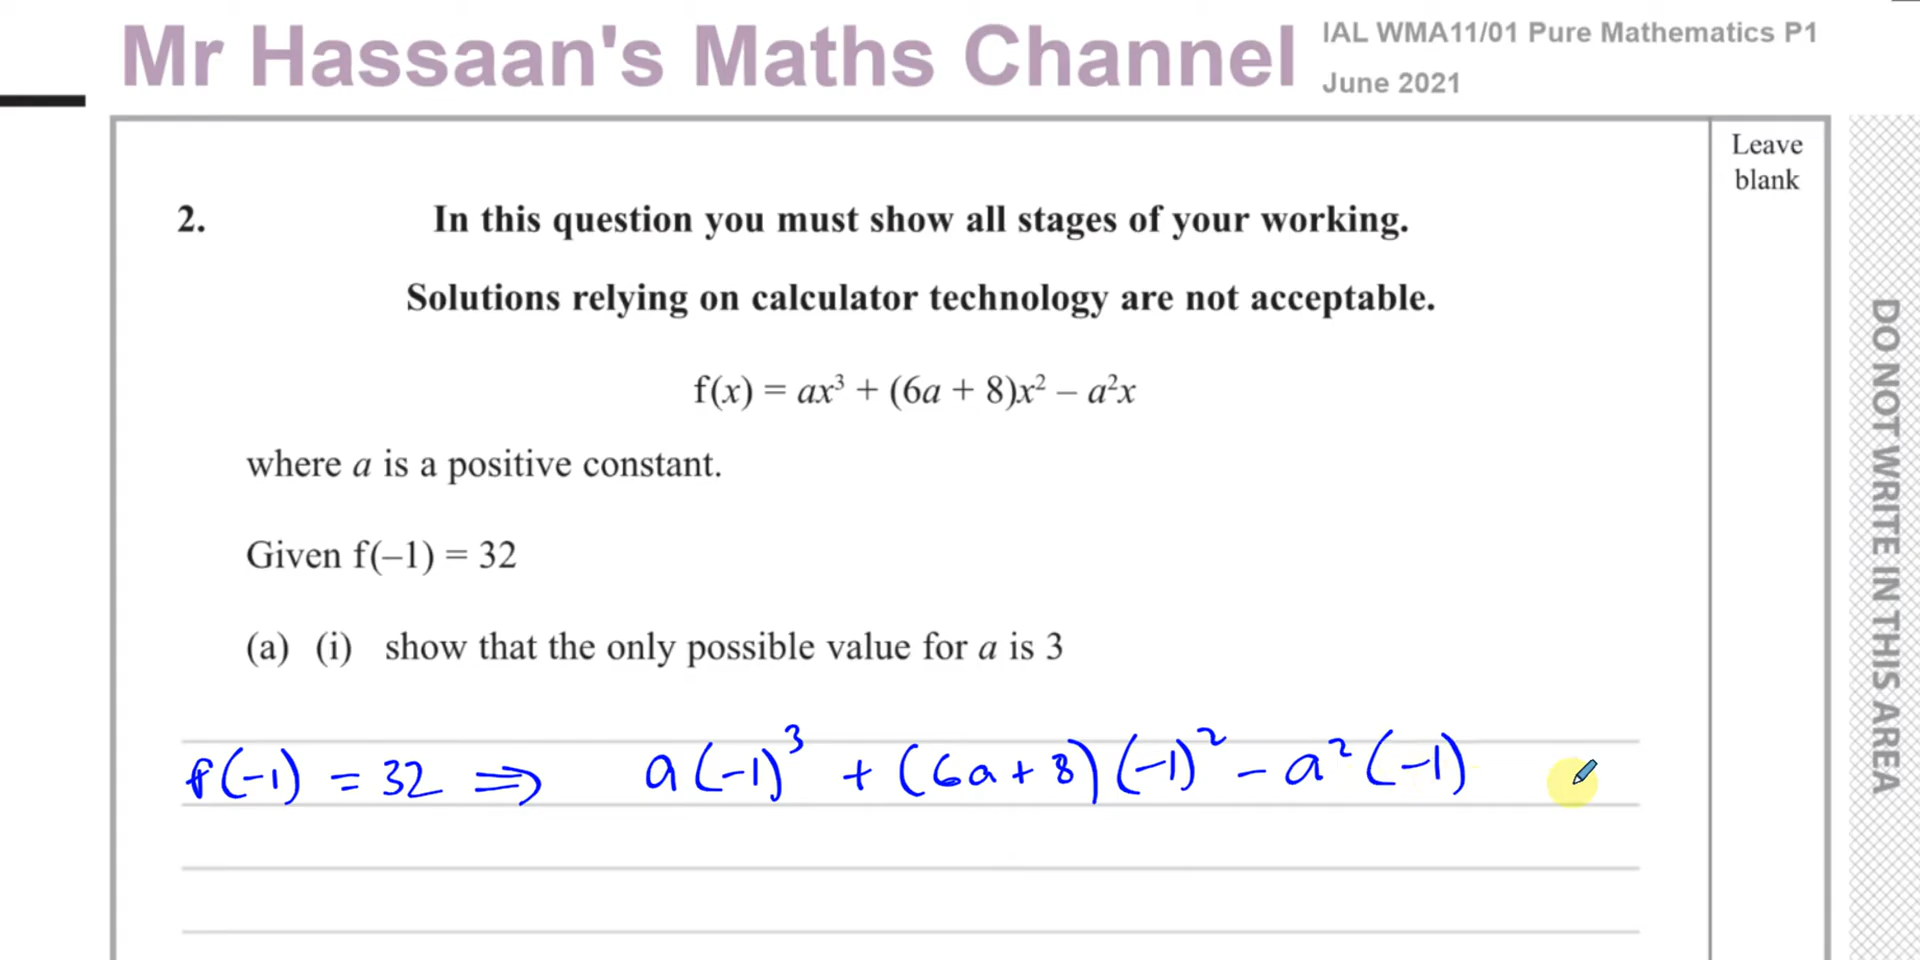 Mr Hassaan's Maths Channel
IAL WMA11/01 Pure Mathematics P1
June 2021
Leave
blank
2. In this question you must show all stages of your working.
Solutions relying on calculator technology are not acceptable.
f(x) = ax³ + (6a + 8)x² – a²x
where a is a positive constant.
Given f(–1) = 32
(a) (i) show that the only possible value for a is 3
f(-1) = 32 ⇒ a(-1)³ + (6a+8)(-1)² - a²(-1)
DO NOT WRITE IN THIS AREA